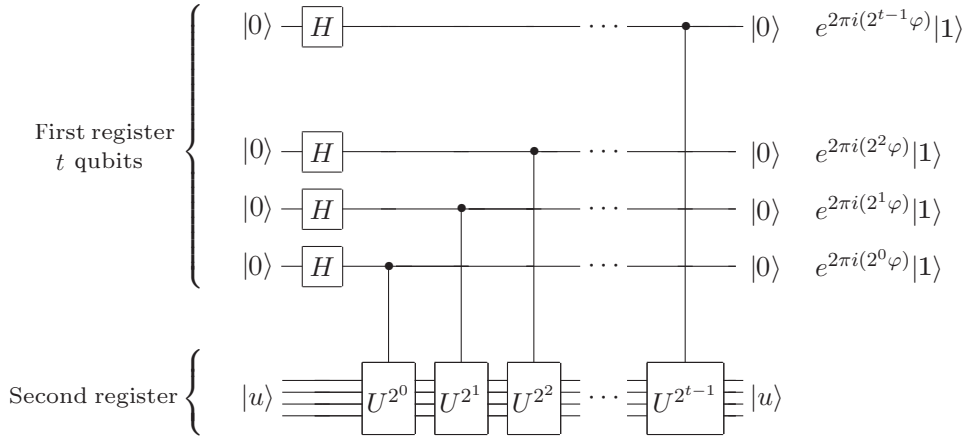 |0⟩ H · · · |0⟩ e^{2πi(2^{t−1}φ)}|1⟩
First register
t qubits
|0⟩ H · · · |0⟩ e^{2πi(2^2φ)}|1⟩
|0⟩ H · · · |0⟩ e^{2πi(2^1φ)}|1⟩
|0⟩ H · · · |0⟩ e^{2πi(2^0φ)}|1⟩
Second register |u⟩ U^{2^0} U^{2^1} U^{2^2} · · · U^{2^{t−1}} |u⟩